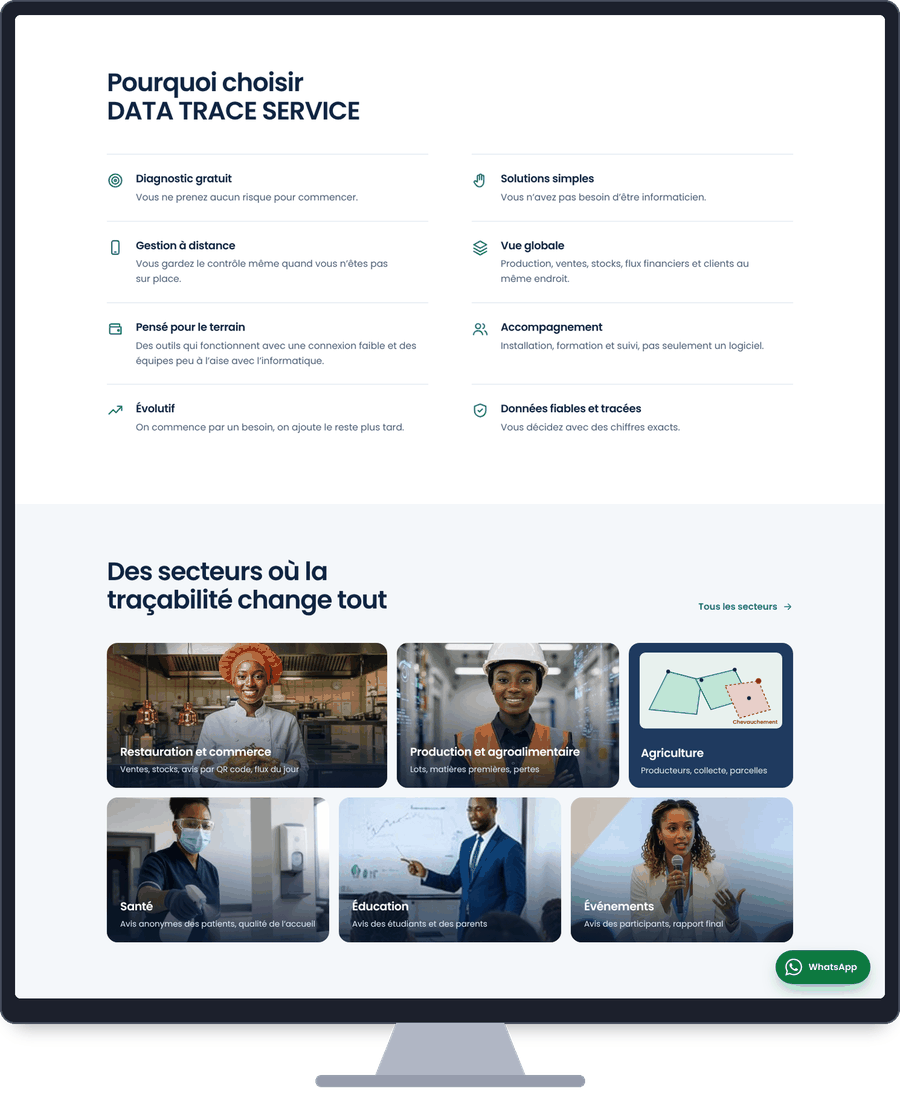 Pourquoi choisir
DATA TRACE SERVICE
Diagnostic gratuit
Vous ne prenez aucun risque pour commencer.
Solutions simples
Vous n’avez pas besoin d’être informaticien.
Gestion à distance
Vous gardez le contrôle même quand vous n’êtes pas
sur place.
Vue globale
Production, ventes, stocks, flux financiers et clients au
même endroit.
Pensé pour le terrain
Des outils qui fonctionnent avec une connexion faible et des
équipes peu à l’aise avec l’informatique.
Accompagnement
Installation, formation et suivi, pas seulement un logiciel.
Évolutif
On commence par un besoin, on ajoute le reste plus tard.
Données fiables et tracées
Vous décidez avec des chiffres exacts.
Des secteurs où la
traçabilité change tout
Tous les secteurs →
Restauration et commerce
Ventes, stocks, avis par QR code, flux du jour
Production et agroalimentaire
Lots, matières premières, pertes
Chevauchement
Agriculture
Producteurs, collecte, parcelles
Santé
Avis anonymes des patients, qualité de l’accueil
Éducation
Avis des étudiants et des parents
Événements
Avis des participants, rapport final
WhatsApp